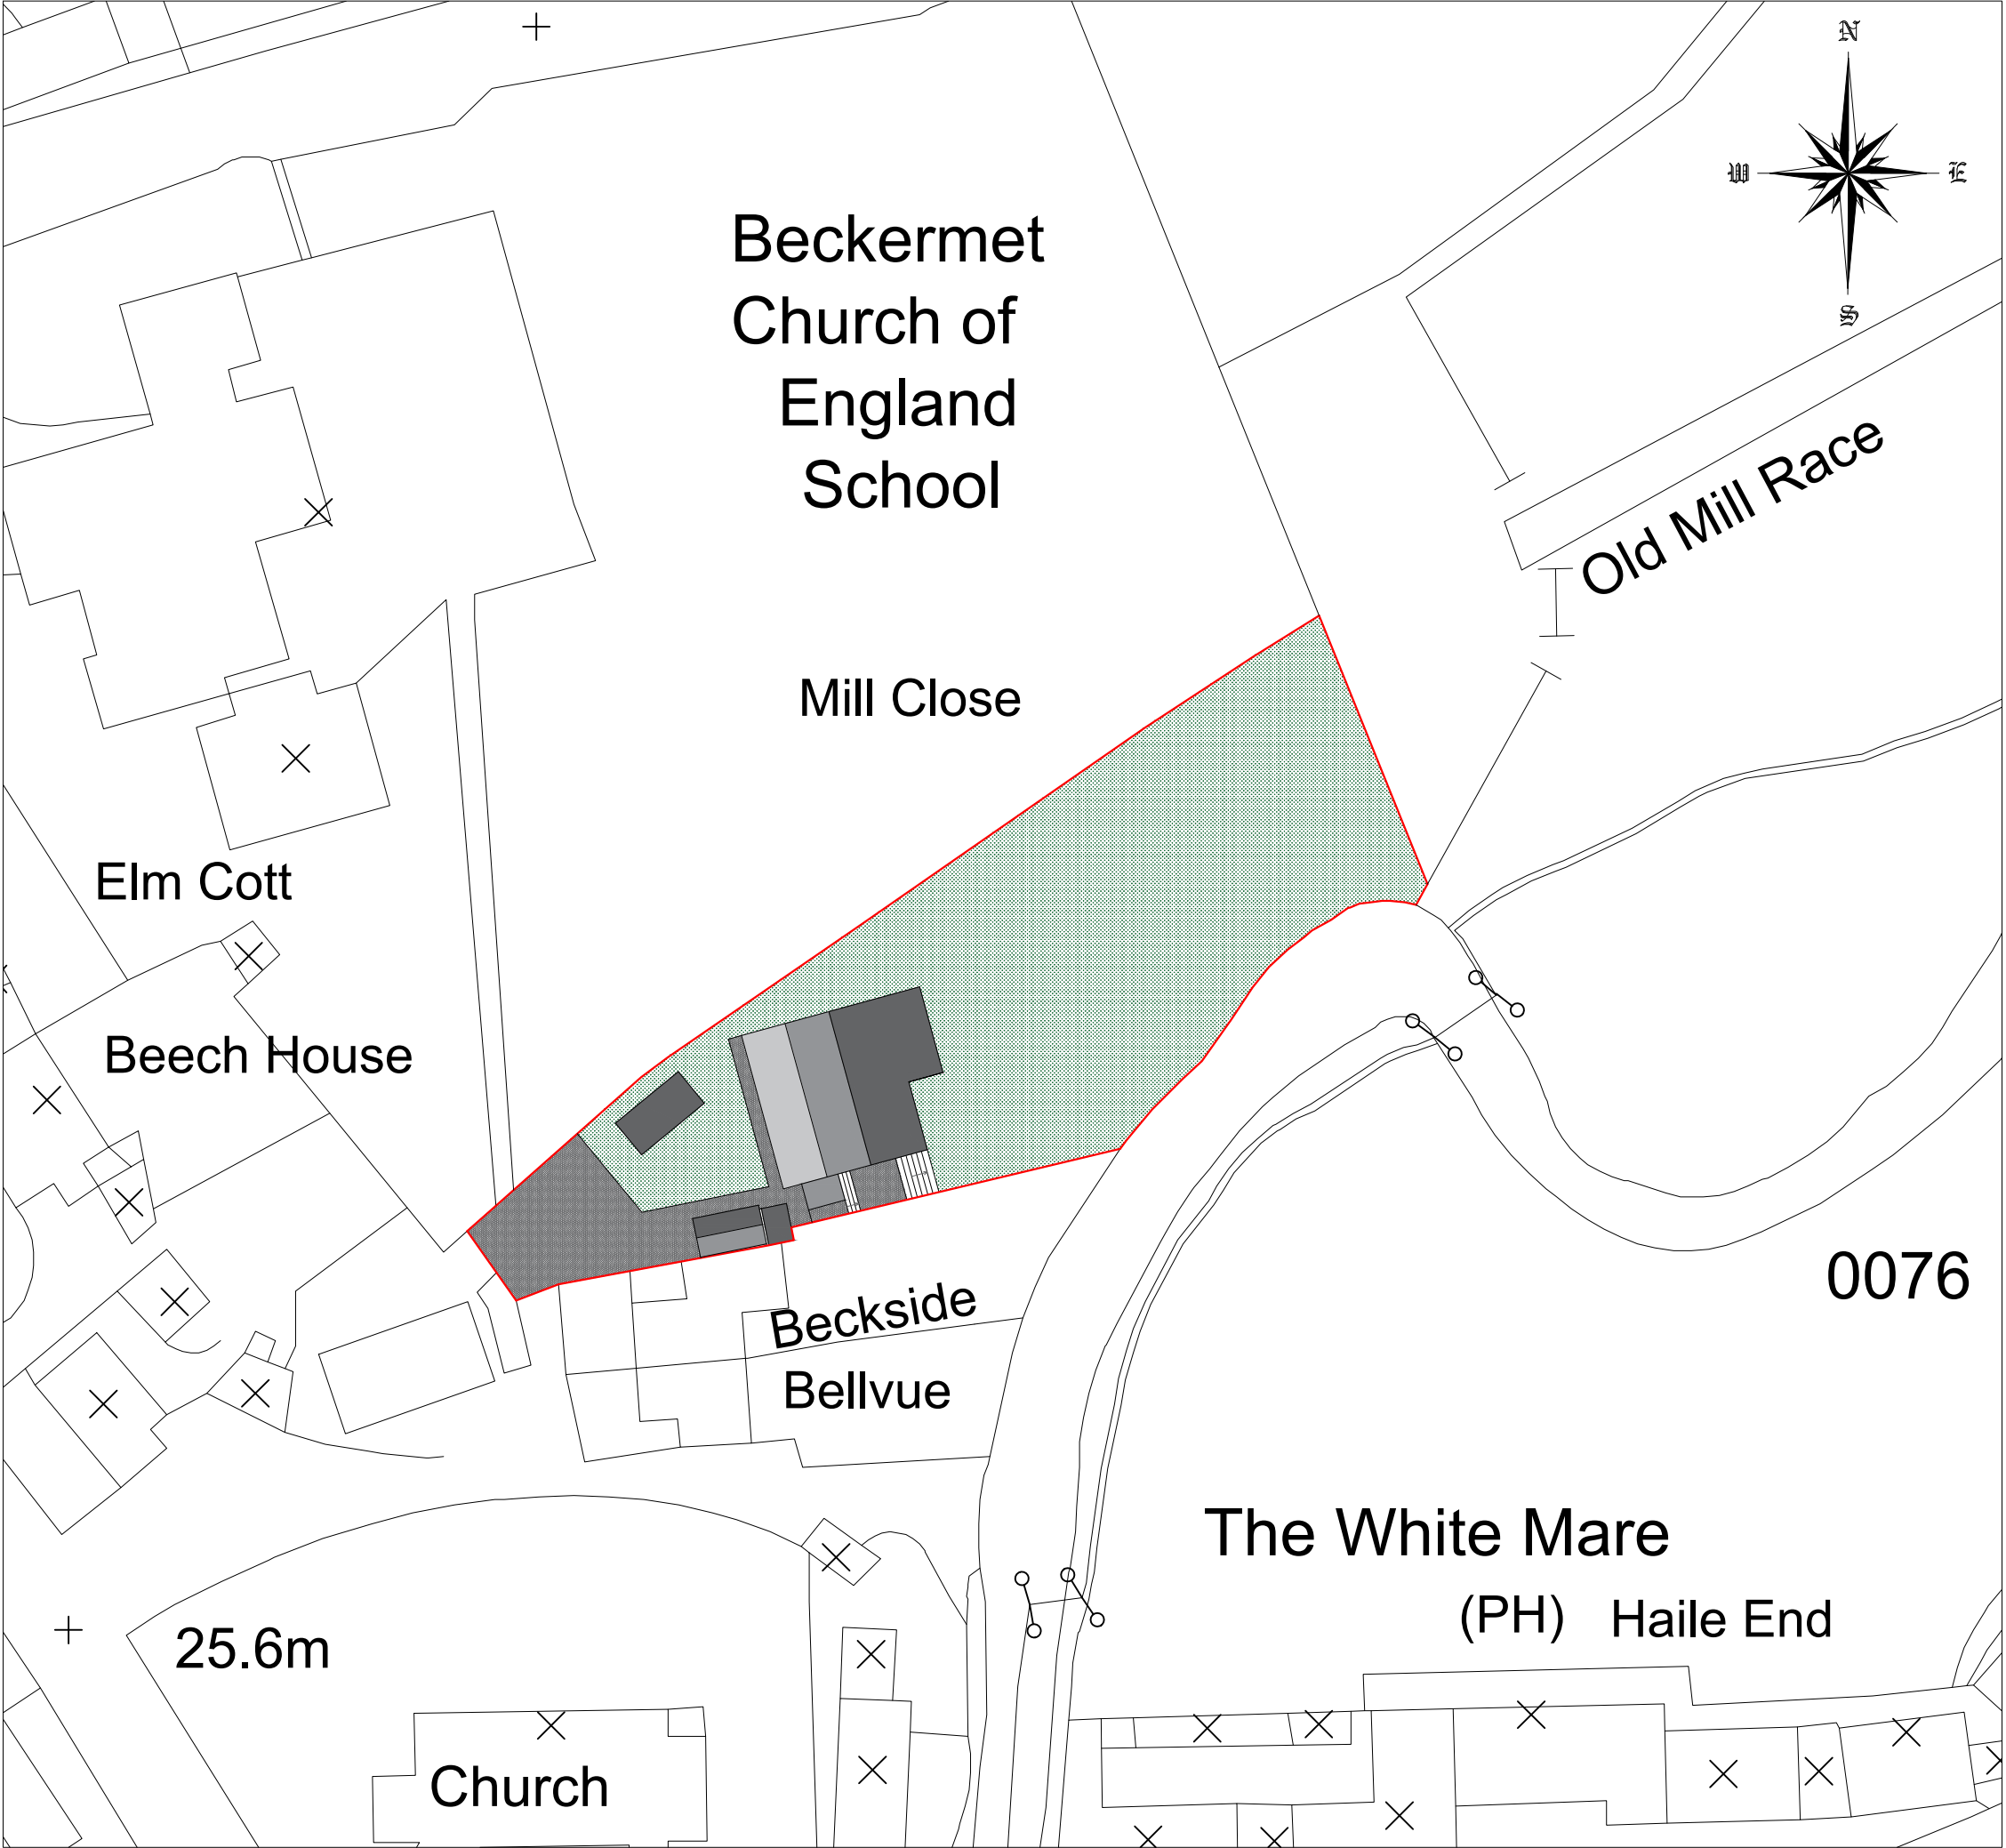 N
W
E
S
Beckermet
Church of
England
School
Old Mill Race
Mill Close
Elm Cott
Beech House
0076
Beckside
Bellvue
The White Mare
(PH)
Haile End
25.6m
Church